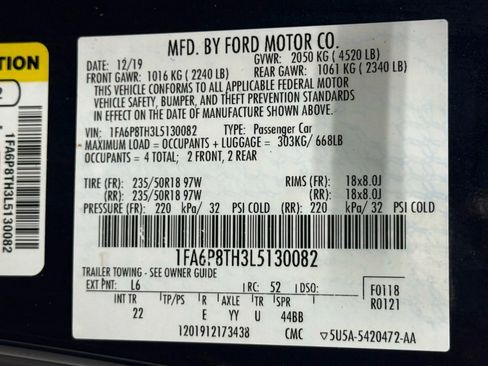 TION
2
1FA6P8TH3L5130082
MFD. BY FORD MOTOR CO.
DATE: 12/19 GVWR: 2050 KG ( 4520 LB)
FRONT GAWR: 1016 KG ( 2240 LB) REAR GAWR: 1061 KG ( 2340 LB)
THIS VEHICLE CONFORMS TO ALL APPLICABLE FEDERAL MOTOR
VEHICLE SAFETY, BUMPER, AND THEFT PREVENTION STANDARDS
IN EFFECT ON THE DATE OF MANUFACTURE SHOWN ABOVE.
VIN: 1FA6P8TH3L5130082 TYPE: Passenger Car
MAXIMUM LOAD = OCCUPANTS + LUGGAGE = 303KG/ 668LB
OCCUPANTS = 4 TOTAL; 2 FRONT, 2 REAR
TIRE (FR): 235/50R18 97W RIMS (FR): 18x8.0J
(RR): 235/50R18 97W (RR): 18x8.0J
PRESSURE (FR): 220 kPa/ 32 PSI COLD (RR): 220 kPa/ 32 PSI COLD
1FA6P8TH3L5130082
TRAILER TOWING - SEE OWNER GUIDE
EXT PNT: L6 RC: 52 DSO: F0118
R0121
INT TR TP/PS R AXLE TR SPR
22 E YY U 44BB
1201912173438 CMC 5U5A-5420472-AA